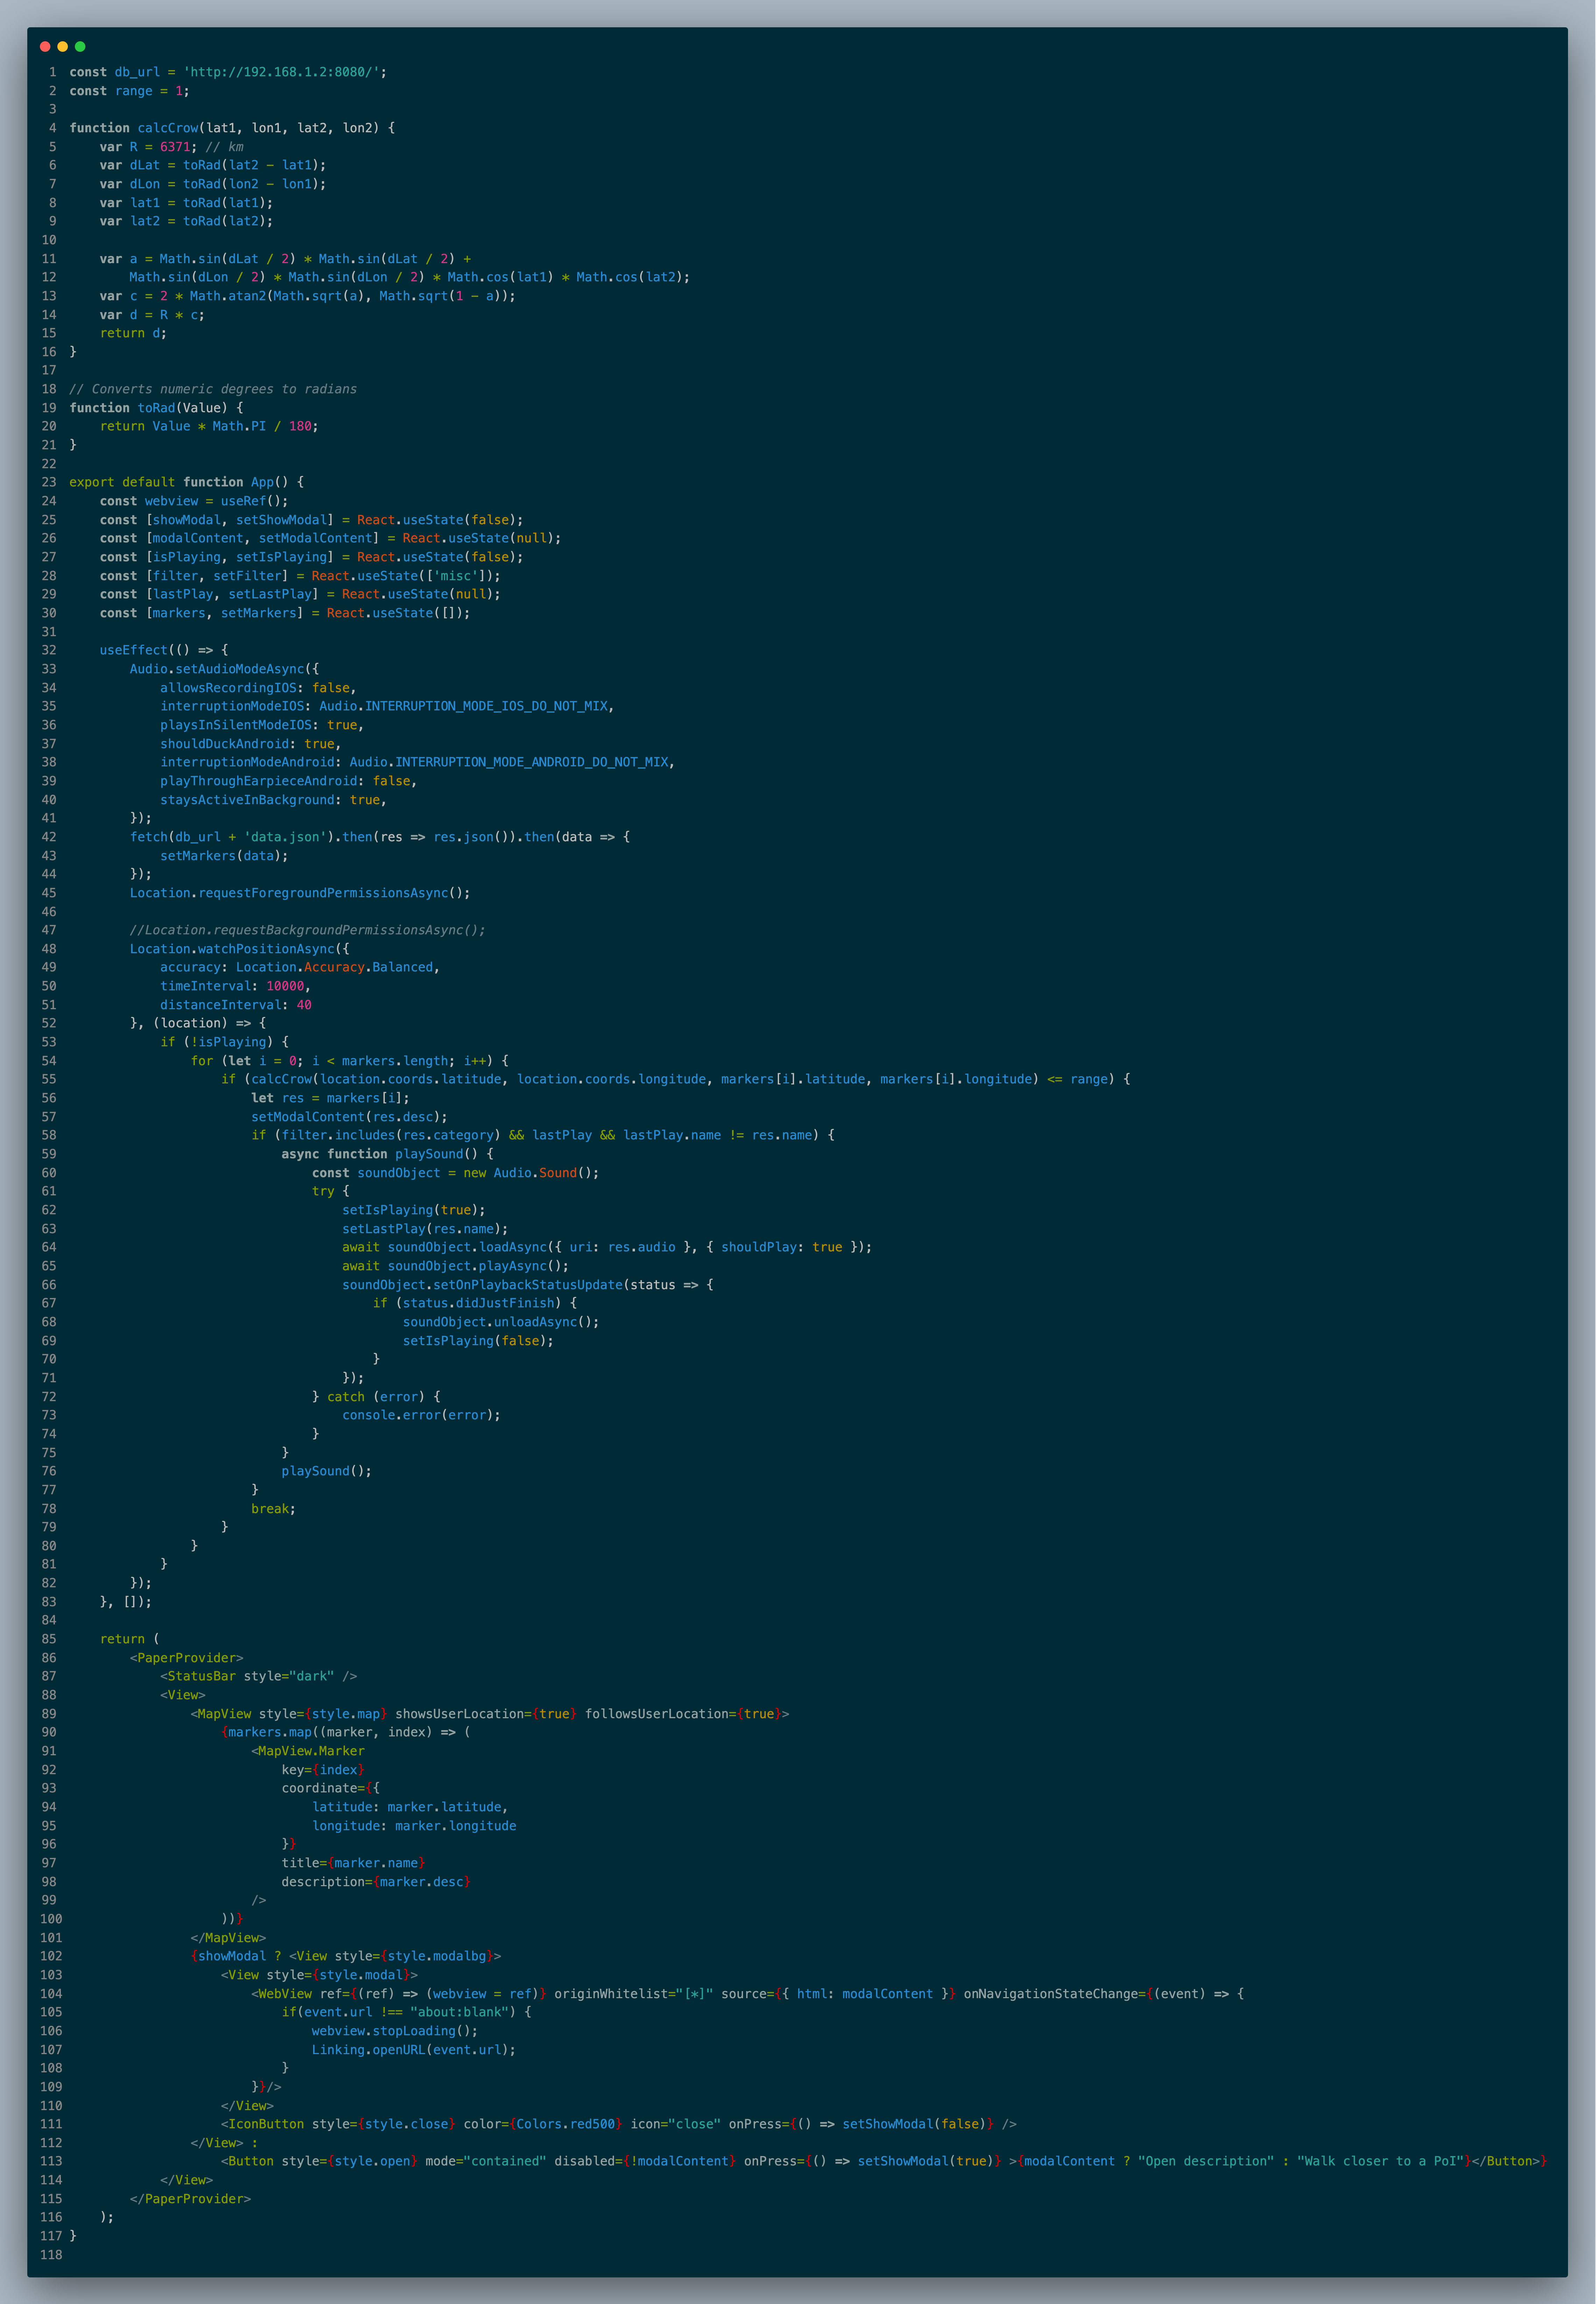 1 const db_url = 'http://192.168.1.2:8080/';
2 const range = 1;
3
4 function calcCrow(lat1, lon1, lat2, lon2) {
5     var R = 6371; // km
6     var dLat = toRad(lat2 - lat1);
7     var dLon = toRad(lon2 - lon1);
8     var lat1 = toRad(lat1);
9     var lat2 = toRad(lat2);
10
11     var a = Math.sin(dLat / 2) * Math.sin(dLat / 2) +
12         Math.sin(dLon / 2) * Math.sin(dLon / 2) * Math.cos(lat1) * Math.cos(lat2);
13     var c = 2 * Math.atan2(Math.sqrt(a), Math.sqrt(1 - a));
14     var d = R * c;
15     return d;
16 }
17
18 // Converts numeric degrees to radians
19 function toRad(Value) {
20     return Value * Math.PI / 180;
21 }
22
23 export default function App() {
24     const webview = useRef();
25     const [showModal, setShowModal] = React.useState(false);
26     const [modalContent, setModalContent] = React.useState(null);
27     const [isPlaying, setIsPlaying] = React.useState(false);
28     const [filter, setFilter] = React.useState(['misc']);
29     const [lastPlay, setLastPlay] = React.useState(null);
30     const [markers, setMarkers] = React.useState([]);
31
32     useEffect(() => {
33         Audio.setAudioModeAsync({
34             allowsRecordingIOS: false,
35             interruptionModeIOS: Audio.INTERRUPTION_MODE_IOS_DO_NOT_MIX,
36             playsInSilentModeIOS: true,
37             shouldDuckAndroid: true,
38             interruptionModeAndroid: Audio.INTERRUPTION_MODE_ANDROID_DO_NOT_MIX,
39             playThroughEarpieceAndroid: false,
40             staysActiveInBackground: true,
41         });
42         fetch(db_url + 'data.json').then(res => res.json()).then(data => {
43             setMarkers(data);
44         });
45         Location.requestForegroundPermissionsAsync();
46
47         //Location.requestBackgroundPermissionsAsync();
48         Location.watchPositionAsync({
49             accuracy: Location.Accuracy.Balanced,
50             timeInterval: 10000,
51             distanceInterval: 40
52         }, (location) => {
53             if (!isPlaying) {
54                 for (let i = 0; i < markers.length; i++) {
55                     if (calcCrow(location.coords.latitude, location.coords.longitude, markers[i].latitude, markers[i].longitude) <= range) {
56                         let res = markers[i];
57                         setModalContent(res.desc);
58                         if (filter.includes(res.category) && lastPlay && lastPlay.name != res.name) {
59                             async function playSound() {
60                                 const soundObject = new Audio.Sound();
61                                 try {
62                                     setIsPlaying(true);
63                                     setLastPlay(res.name);
64                                     await soundObject.loadAsync({ uri: res.audio }, { shouldPlay: true });
65                                     await soundObject.playAsync();
66                                     soundObject.setOnPlaybackStatusUpdate(status => {
67                                         if (status.didJustFinish) {
68                                             soundObject.unloadAsync();
69                                             setIsPlaying(false);
70                                         }
71                                     });
72                                 } catch (error) {
73                                     console.error(error);
74                                 }
75                             }
76                             playSound();
77                         }
78                         break;
79                     }
80                 }
81             }
82         });
83     }, []);
84
85     return (
86         <PaperProvider>
87             <StatusBar style="dark" />
88             <View>
89                 <MapView style={style.map} showsUserLocation={true} followsUserLocation={true}>
90                     {markers.map((marker, index) => (
91                         <MapView.Marker
92                             key={index}
93                             coordinate={{
94                                 latitude: marker.latitude,
95                                 longitude: marker.longitude
96                             }}
97                             title={marker.name}
98                             description={marker.desc}
99                         />
100                     ))}
101                 </MapView>
102                 {showModal ? <View style={style.modalbg}>
103                     <View style={style.modal}>
104                         <WebView ref={(ref) => (webview = ref)} originWhitelist="[*]" source={{ html: modalContent }} onNavigationStateChange={(event) => {
105                             if(event.url !== "about:blank") {
106                                 webview.stopLoading();
107                                 Linking.openURL(event.url);
108                             }
109                         }}/>
110                     </View>
111                     <IconButton style={style.close} color={Colors.red500} icon="close" onPress={() => setShowModal(false)} />
112                 </View> :
113                     <Button style={style.open} mode="contained" disabled={!modalContent} onPress={() => setShowModal(true)} >{modalContent ? "Open description" : "Walk closer to a PoI"}</Button>}
114             </View>
115         </PaperProvider>
116     );
117 }
118